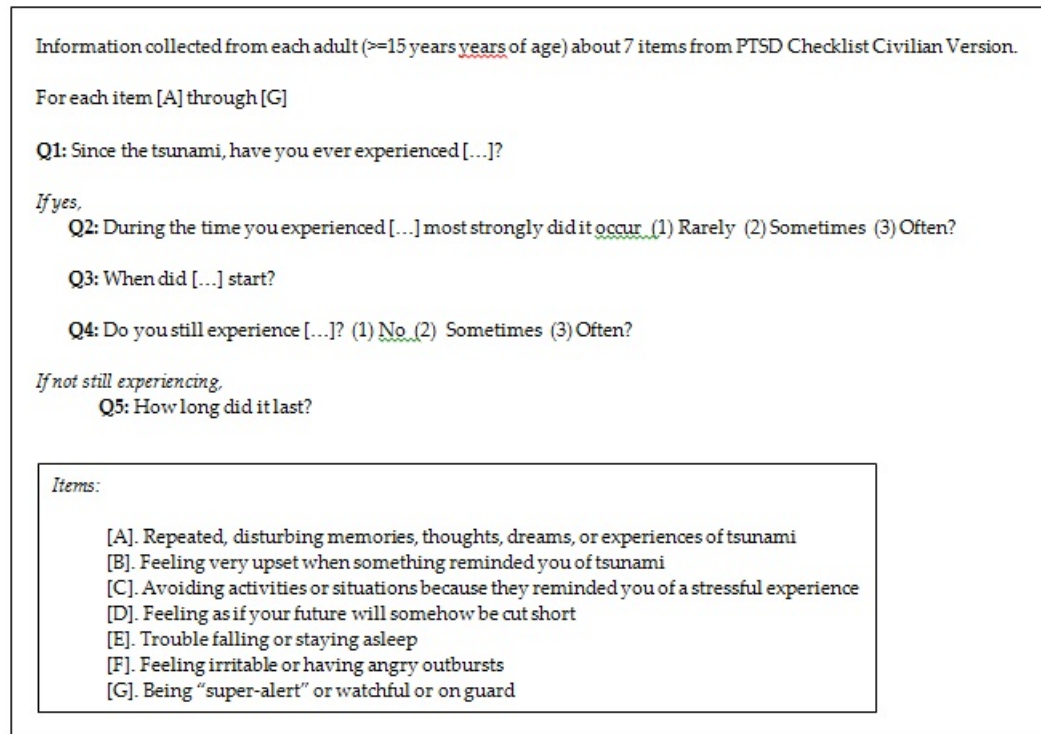 Information collected from each adult (>=15 years years of age) about 7 items from PTSD Checklist Civilian Version.
For each item [A] through [G]
Q1: Since the tsunami, have you ever experienced [...]?
If yes,
Q2: During the time you experienced [...] most strongly did it occur (1) Rarely (2) Sometimes (3) Often?
Q3: When did [...] start?
Q4: Do you still experience [...]? (1) No (2) Sometimes (3) Often?
If not still experiencing,
Q5: How long did it last?
Items:
[A]. Repeated, disturbing memories, thoughts, dreams, or experiences of tsunami
[B]. Feeling very upset when something reminded you of tsunami
[C]. Avoiding activities or situations because they reminded you of a stressful experience
[D]. Feeling as if your future will somehow be cut short
[E]. Trouble falling or staying asleep
[F]. Feeling irritable or having angry outbursts
[G]. Being “super-alert” or watchful or on guard